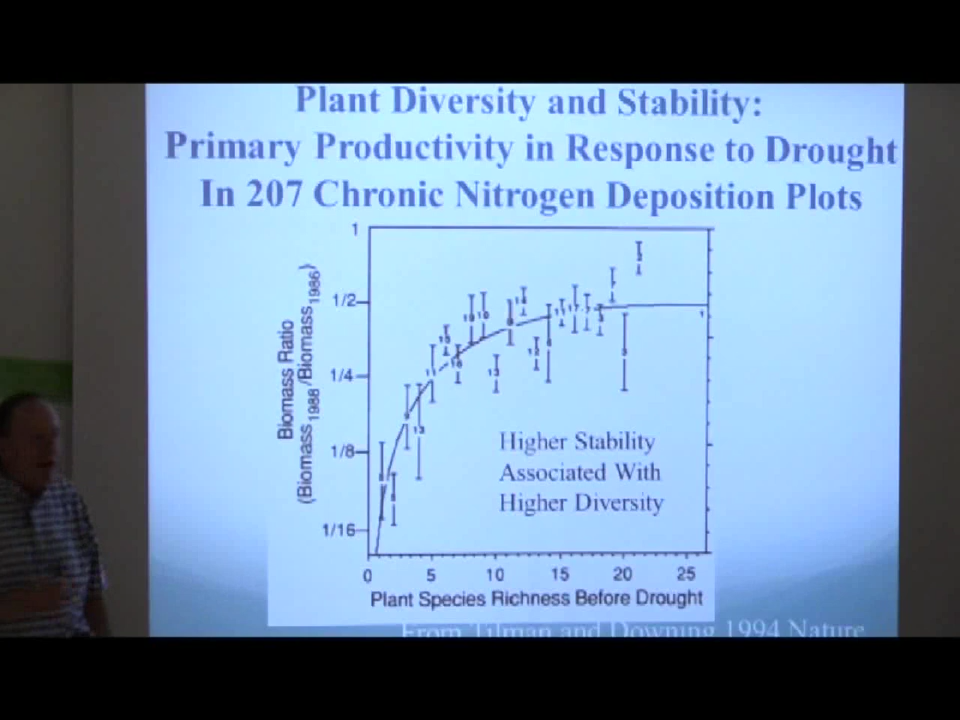 Plant Diversity and Stability:
Primary Productivity in Response to Drought
In 207 Chronic Nitrogen Deposition Plots
1
1/2
1/4
1/8
1/16
Biomass Ratio
(Biomass1988/Biomass1986)
Higher Stability
Associated With
Higher Diversity
0 5 10 15 20 25
Plant Species Richness Before Drought
From Tilman and Downing 1994 Nature